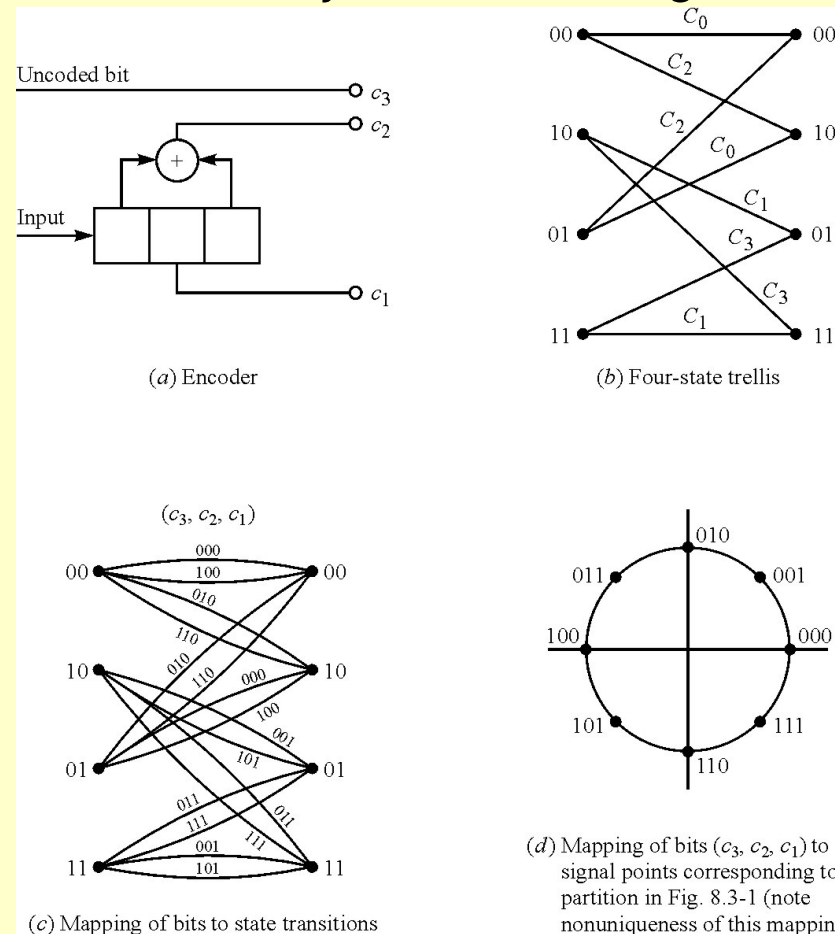 Uncoded bit
c3
c2
+
Input
c1
(a) Encoder
C0
00 00
C2
C2
10 10
C0
C1
01 01
C3
C3
C1
11 11
(b) Four-state trellis
(c3, c2, c1)
000
00 00
100
010
110
010
10 10
110
000
100
001
101
01 01
011
011
111
111
001
11 11
101
(c) Mapping of bits to state transitions
010
011 001
100 000
101 111
110
(d) Mapping of bits (c3, c2, c1) to
signal points corresponding to
partition in Fig. 8.3-1 (note
nonuniqueness of this